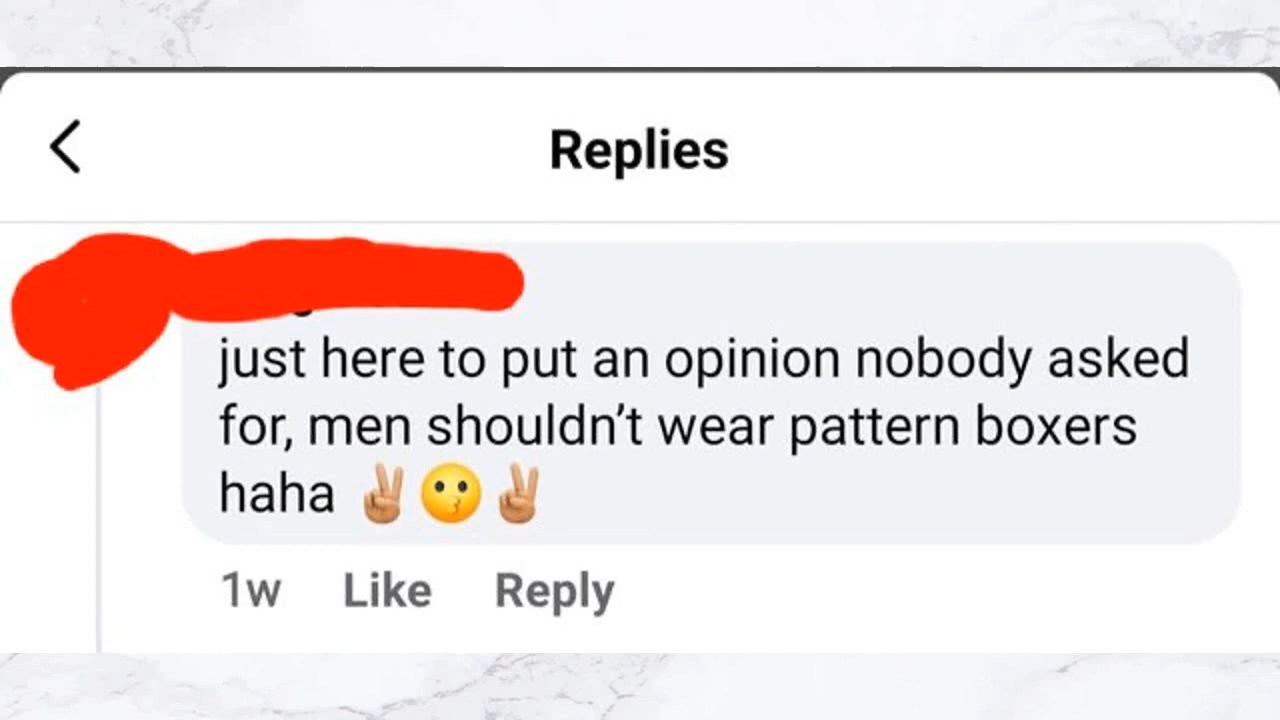 Replies
just here to put an opinion nobody asked
for, men shouldn't wear pattern boxers
haha ✌🏼😗✌🏼
1w Like Reply